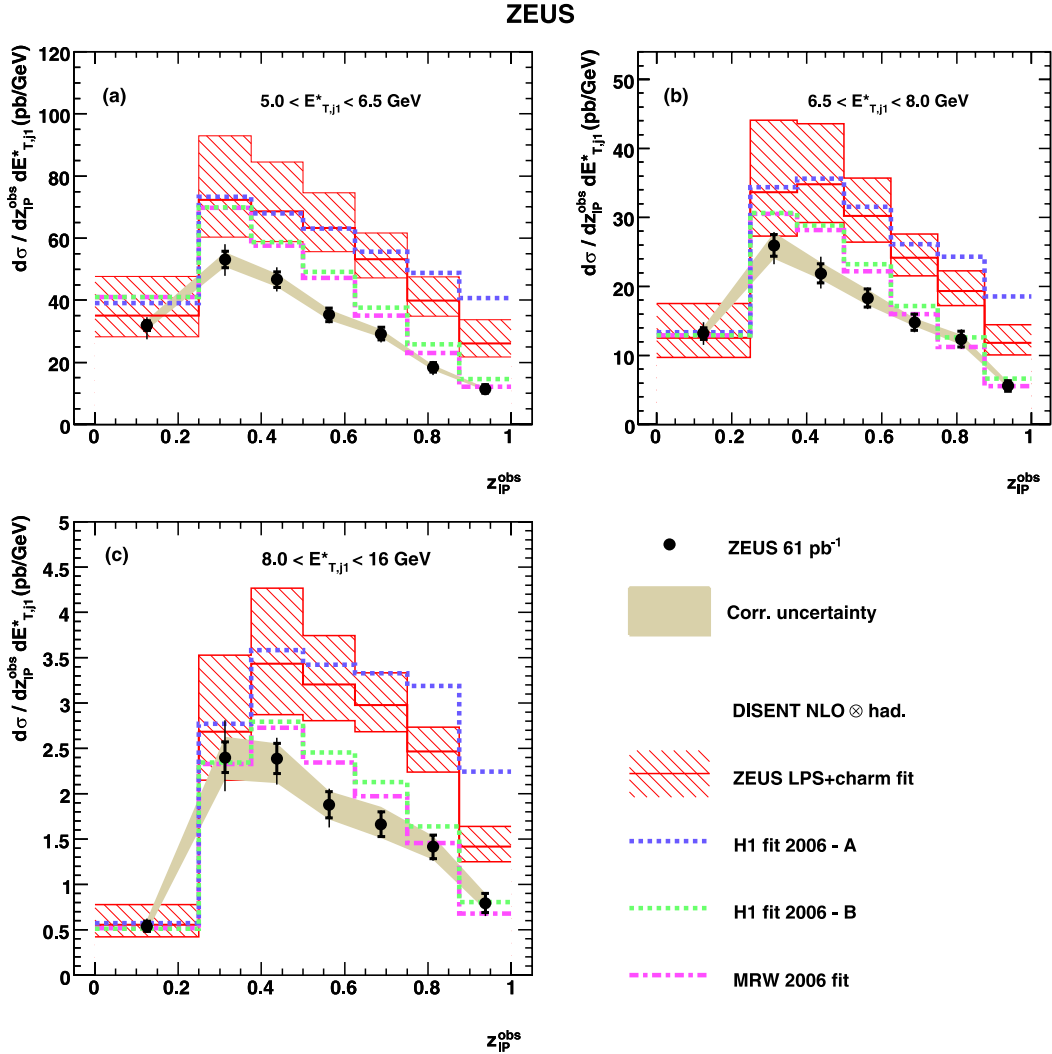 ZEUS
dσ / dz_IP^obs dE*_T,j1 (pb/GeV)
120
100
80
60
40
20
0
(a)
5.0 < E*_T,j1 < 6.5 GeV
0 0.2 0.4 0.6 0.8 1
z_IP^obs
dσ / dz_IP^obs dE*_T,j1 (pb/GeV)
50
40
30
20
10
0
(b)
6.5 < E*_T,j1 < 8.0 GeV
0 0.2 0.4 0.6 0.8 1
z_IP^obs
dσ / dz_IP^obs dE*_T,j1 (pb/GeV)
5
4.5
4
3.5
3
2.5
2
1.5
1
0.5
0
(c)
8.0 < E*_T,j1 < 16 GeV
0 0.2 0.4 0.6 0.8 1
z_IP^obs
ZEUS 61 pb⁻¹
Corr. uncertainty
DISENT NLO ⊗ had.
ZEUS LPS+charm fit
H1 fit 2006 - A
H1 fit 2006 - B
MRW 2006 fit